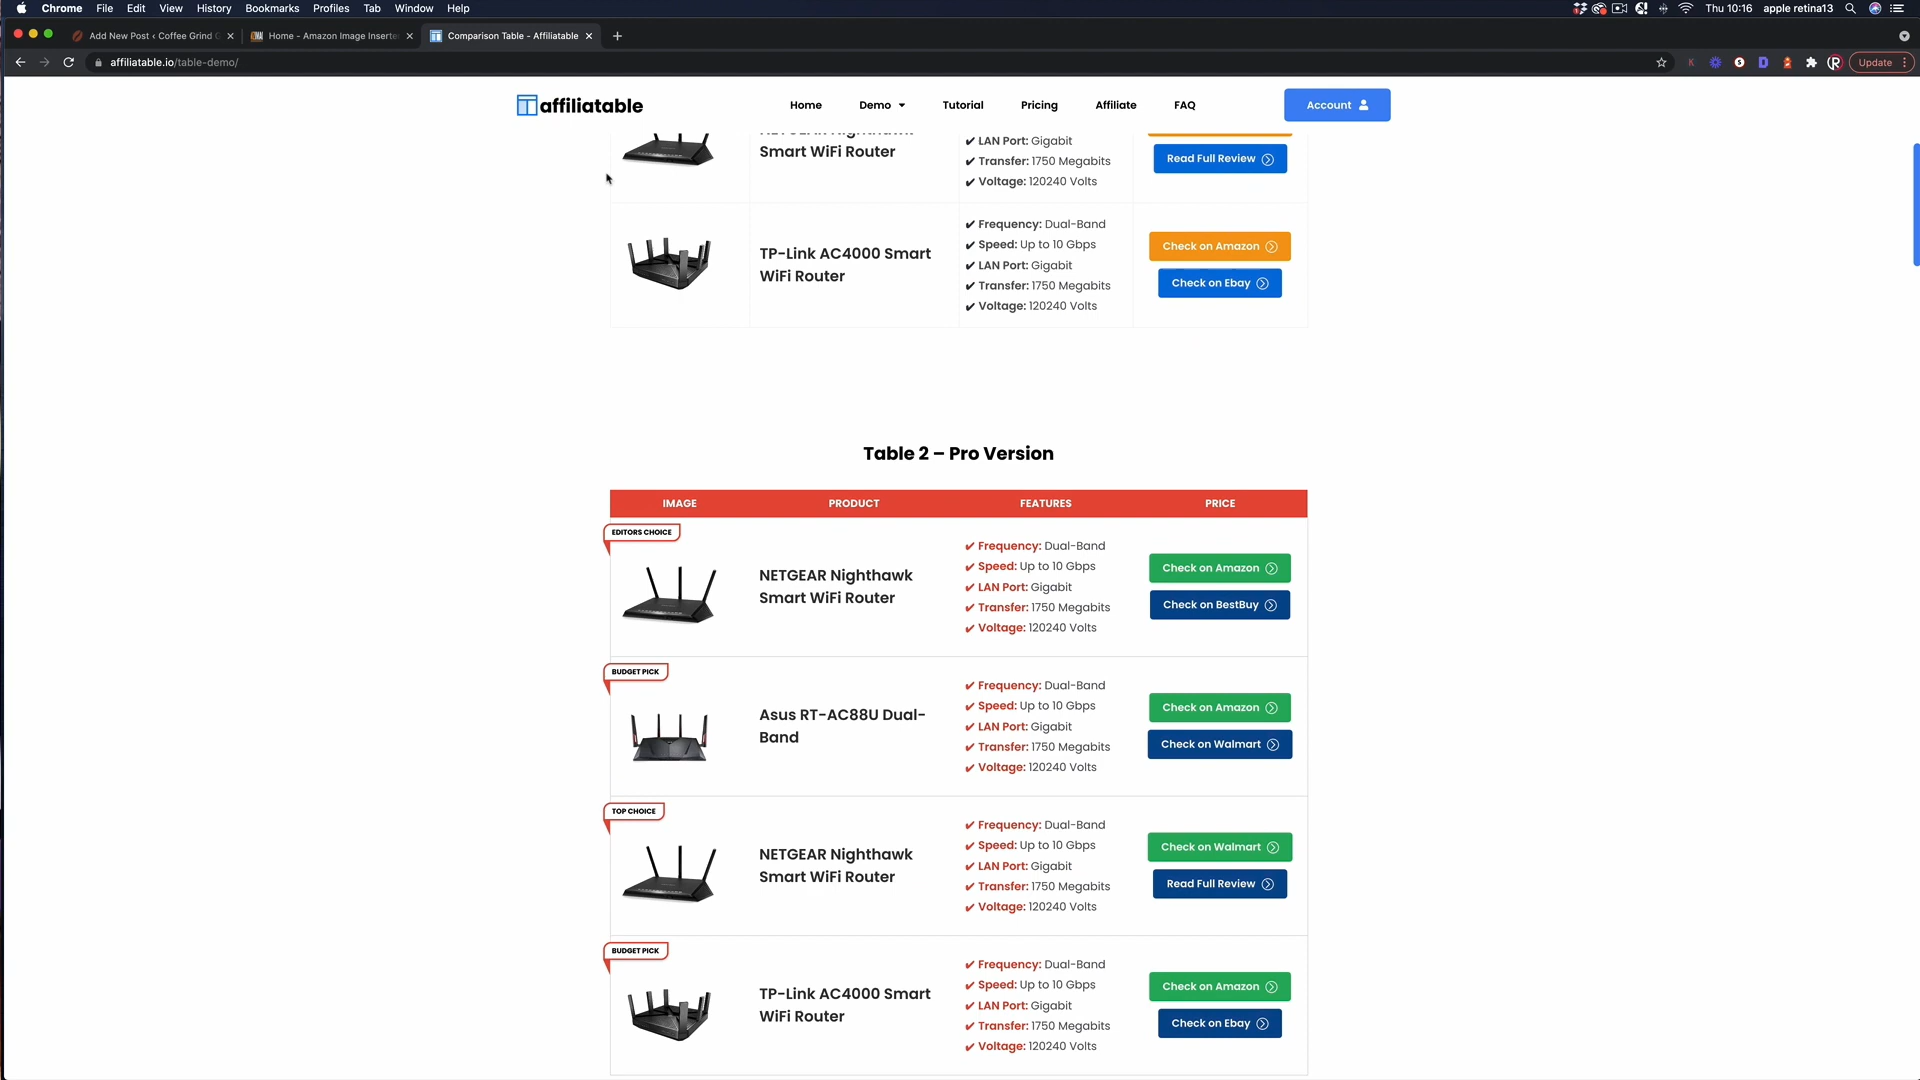 Chrome File Edit View History Bookmarks Profiles Tab Window Help Thu 10:16 apple retina13
Add New Post ‹ Coffee Grind Home - Amazon Image Inserte Comparison Table - Affiliatable
affiliatable.io/table-demo/ Update
affiliatable Home Demo Tutorial Pricing Affiliate FAQ Account
Smart WiFi Router
✔ LAN Port: Gigabit
✔ Transfer: 1750 Megabits
✔ Voltage: 120240 Volts
Read Full Review
TP-Link AC4000 Smart
WiFi Router
✔ Frequency: Dual-Band
✔ Speed: Up to 10 Gbps
✔ LAN Port: Gigabit
✔ Transfer: 1750 Megabits
✔ Voltage: 120240 Volts
Check on Amazon
Check on Ebay
Table 2 – Pro Version
IMAGE PRODUCT FEATURES PRICE
EDITORS CHOICE
NETGEAR Nighthawk
Smart WiFi Router
✔ Frequency: Dual-Band
✔ Speed: Up to 10 Gbps
✔ LAN Port: Gigabit
✔ Transfer: 1750 Megabits
✔ Voltage: 120240 Volts
Check on Amazon
Check on BestBuy
BUDGET PICK
Asus RT-AC88U Dual-
Band
✔ Frequency: Dual-Band
✔ Speed: Up to 10 Gbps
✔ LAN Port: Gigabit
✔ Transfer: 1750 Megabits
✔ Voltage: 120240 Volts
Check on Amazon
Check on Walmart
TOP CHOICE
NETGEAR Nighthawk
Smart WiFi Router
✔ Frequency: Dual-Band
✔ Speed: Up to 10 Gbps
✔ LAN Port: Gigabit
✔ Transfer: 1750 Megabits
✔ Voltage: 120240 Volts
Check on Walmart
Read Full Review
BUDGET PICK
TP-Link AC4000 Smart
WiFi Router
✔ Frequency: Dual-Band
✔ Speed: Up to 10 Gbps
✔ LAN Port: Gigabit
✔ Transfer: 1750 Megabits
✔ Voltage: 120240 Volts
Check on Amazon
Check on Ebay